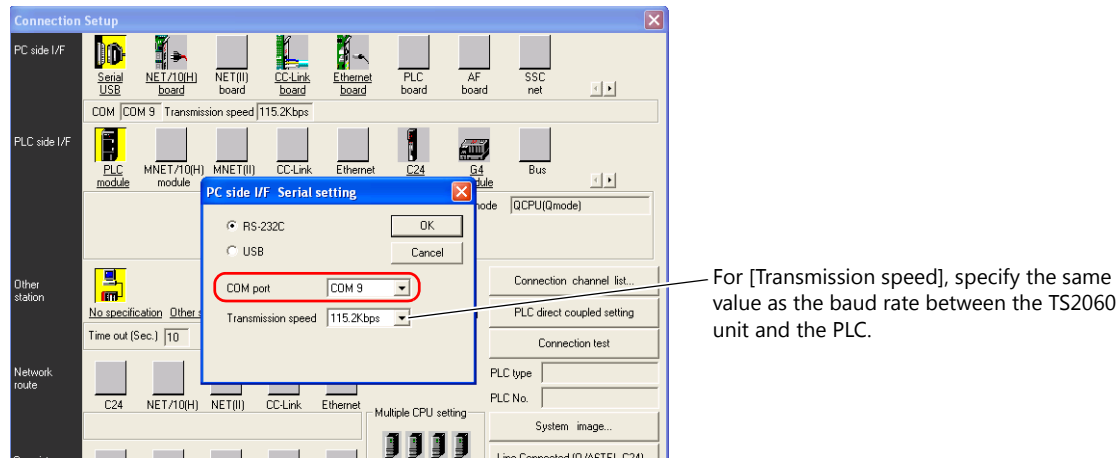 Connection Setup
PC side I/F
Serial USB
NET/10(H) board
NET(II) board
CC-Link board
Ethernet board
PLC board
AF board
SSC net
COM COM 9 Transmission speed 115.2Kbps
PLC side I/F
PLC module
MNET/10(H) module
MNET(II)
CC-Link
Ethernet
C24
G4
Bus
QCPU(Qmode)
PC side I/F Serial setting
RS-232C
OK
USB
Cancel
COM port COM 9
Transmission speed 115.2Kbps
Other station
No specification Other
Time out (Sec.) 10
Connection channel list...
PLC direct coupled setting
Connection test
PLC type
PLC No.
System image...
Network route
C24
NET/10(H)
NET(II)
CC-Link
Ethernet
Multiple CPU setting
For [Transmission speed], specify the same
value as the baud rate between the TS2060
unit and the PLC.